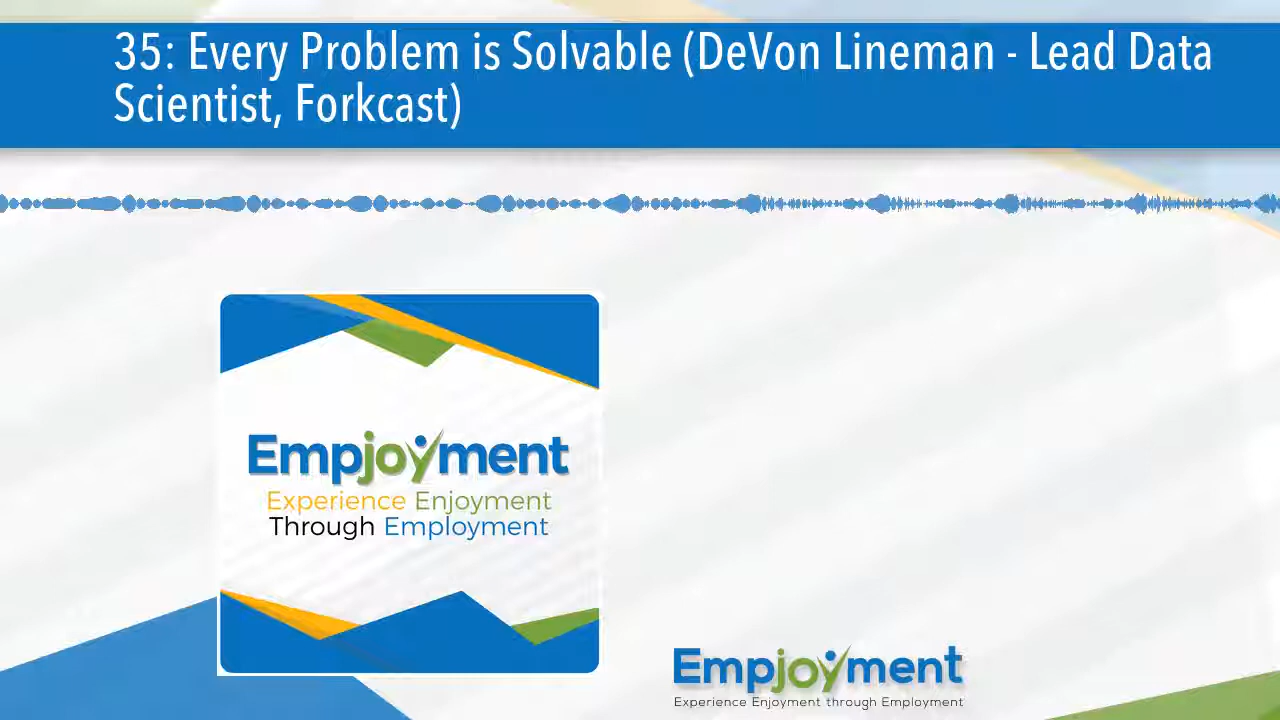 35: Every Problem is Solvable (DeVon Lineman - Lead Data
Scientist, Forkcast)
Empjoyment
Experience Enjoyment
Through Employment
Empjoyment
Experience Enjoyment through Employment